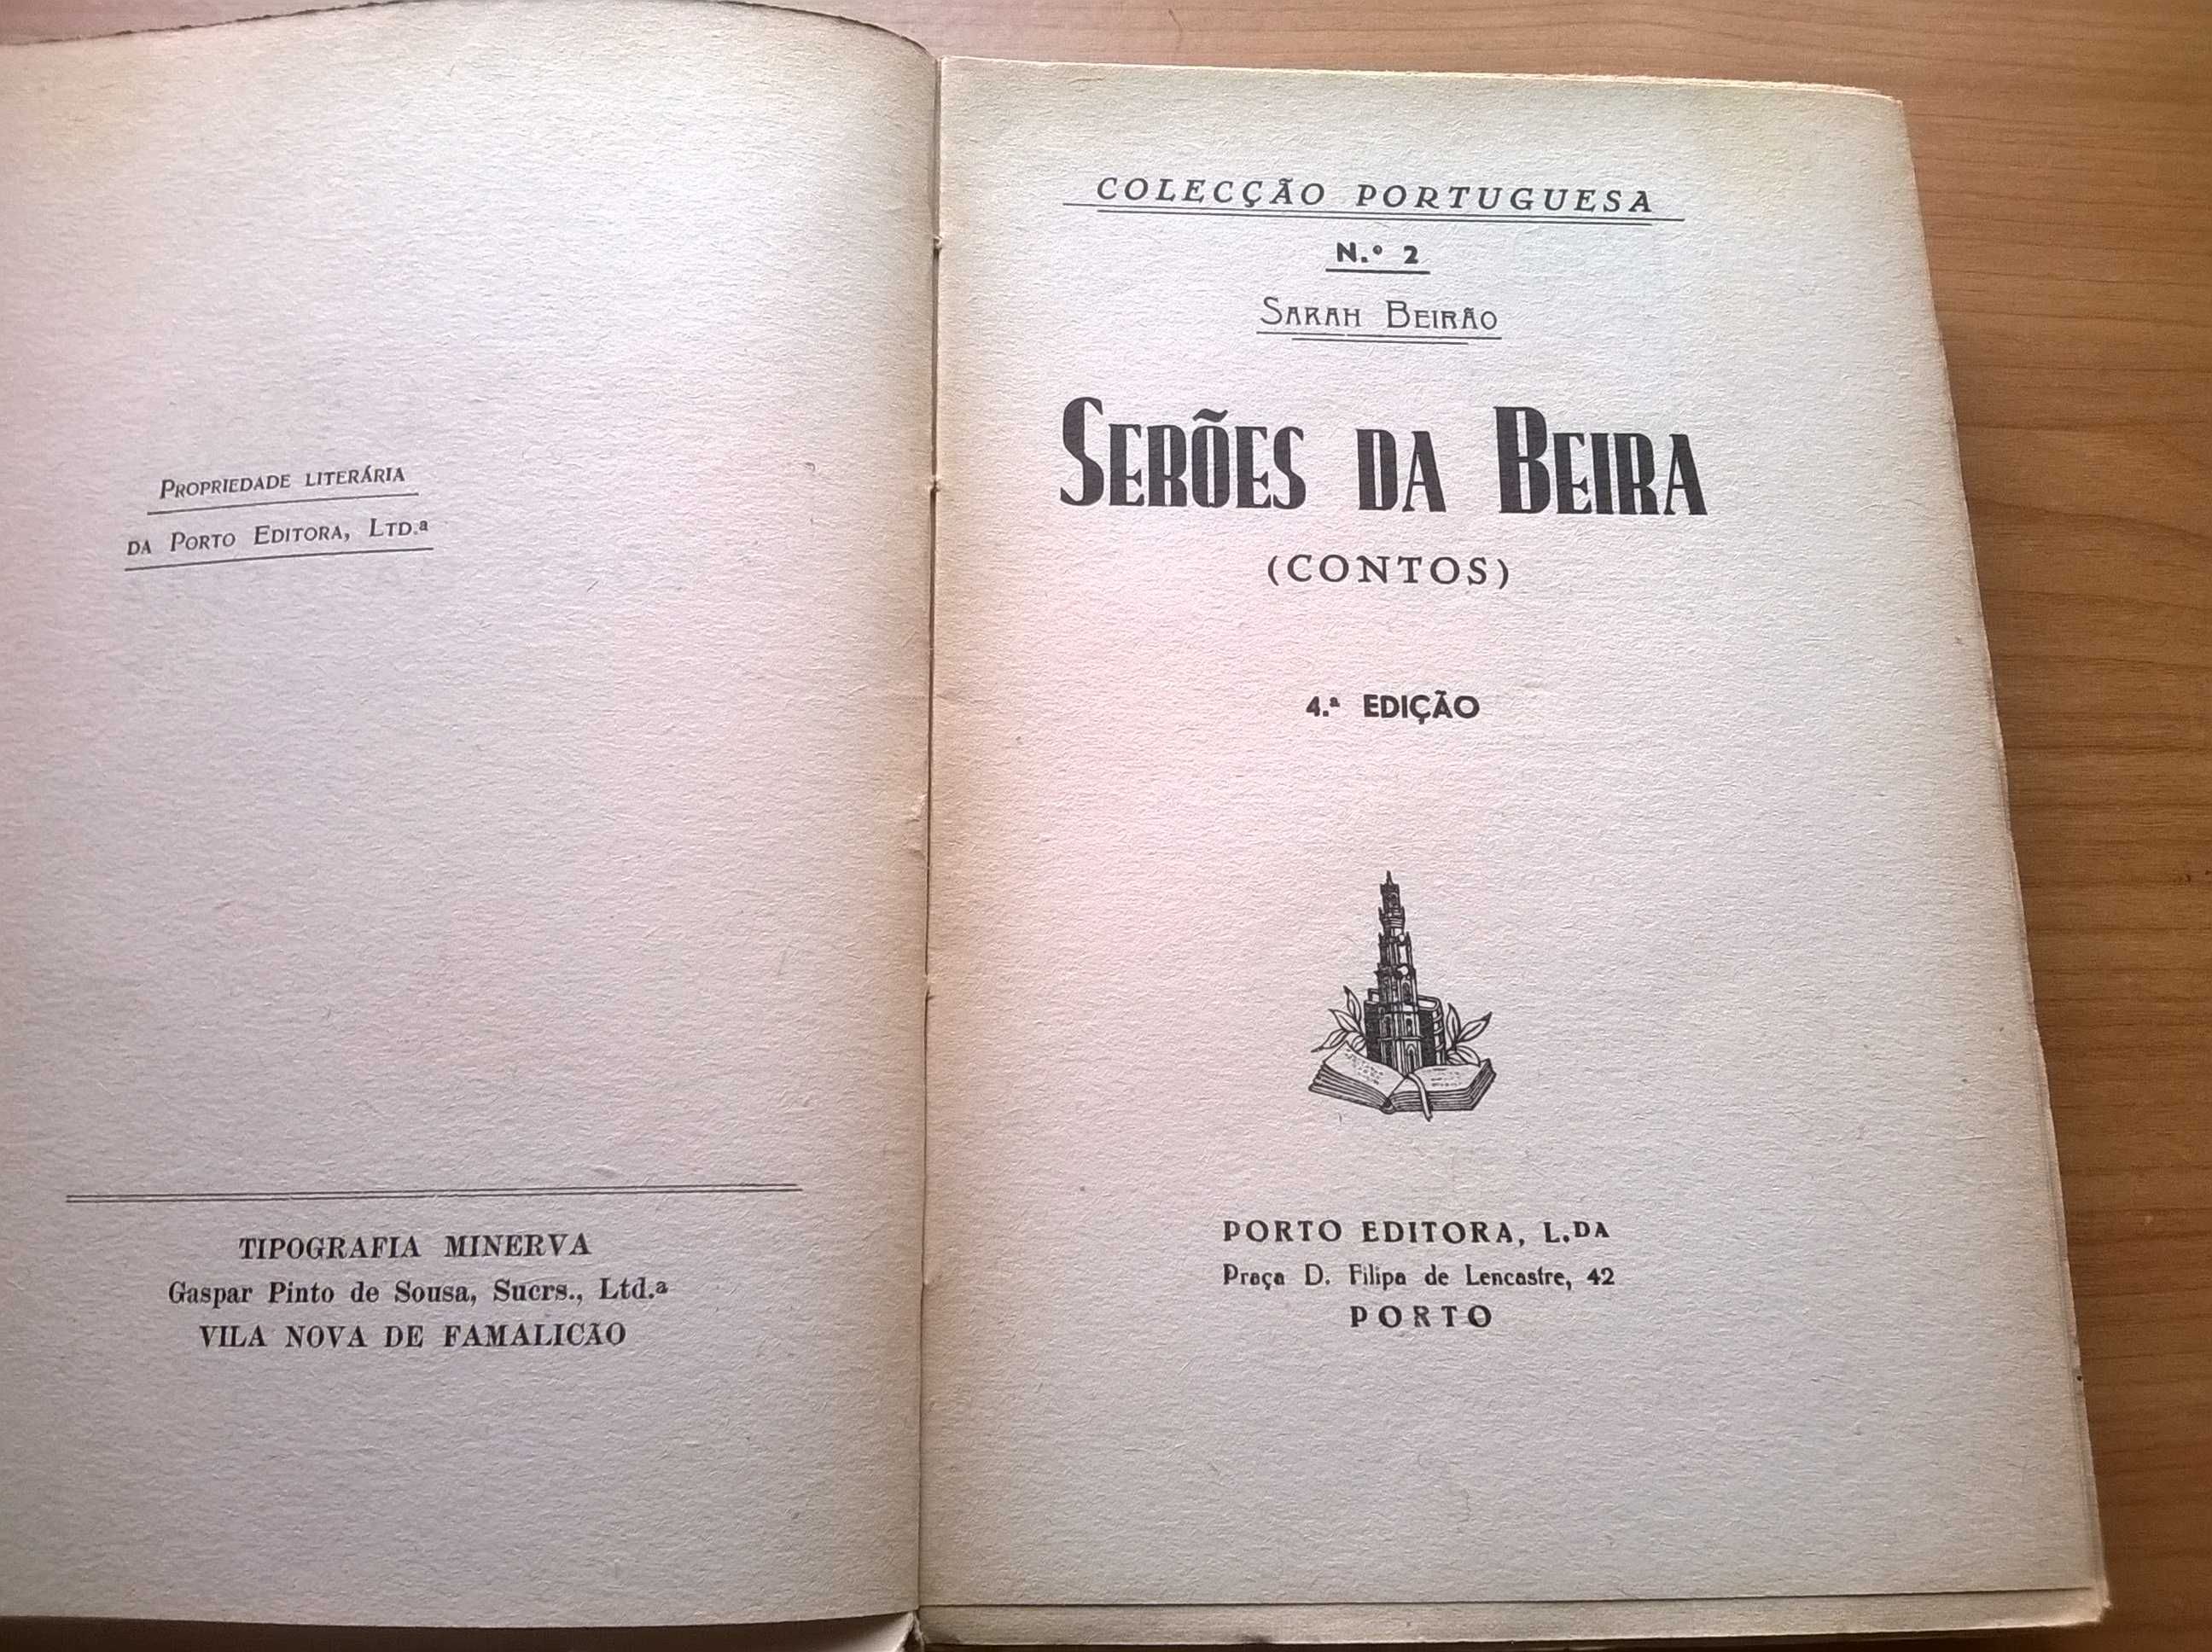 PROPRIEDADE LITERÁRIA
DA PORTO EDITORA, LTD.ª
TIPOGRAFIA MINERVA
Gaspar Pinto de Sousa, Sucrs., Ltd.ª
VILA NOVA DE FAMALICÃO
COLECÇÃO PORTUGUESA
N.º 2
SARAH BEIRÃO
SERÕES DA BEIRA
(CONTOS)
4.ª EDIÇÃO
PORTO EDITORA, L.DA
Praça D. Filipa de Lencastre, 42
PORTO